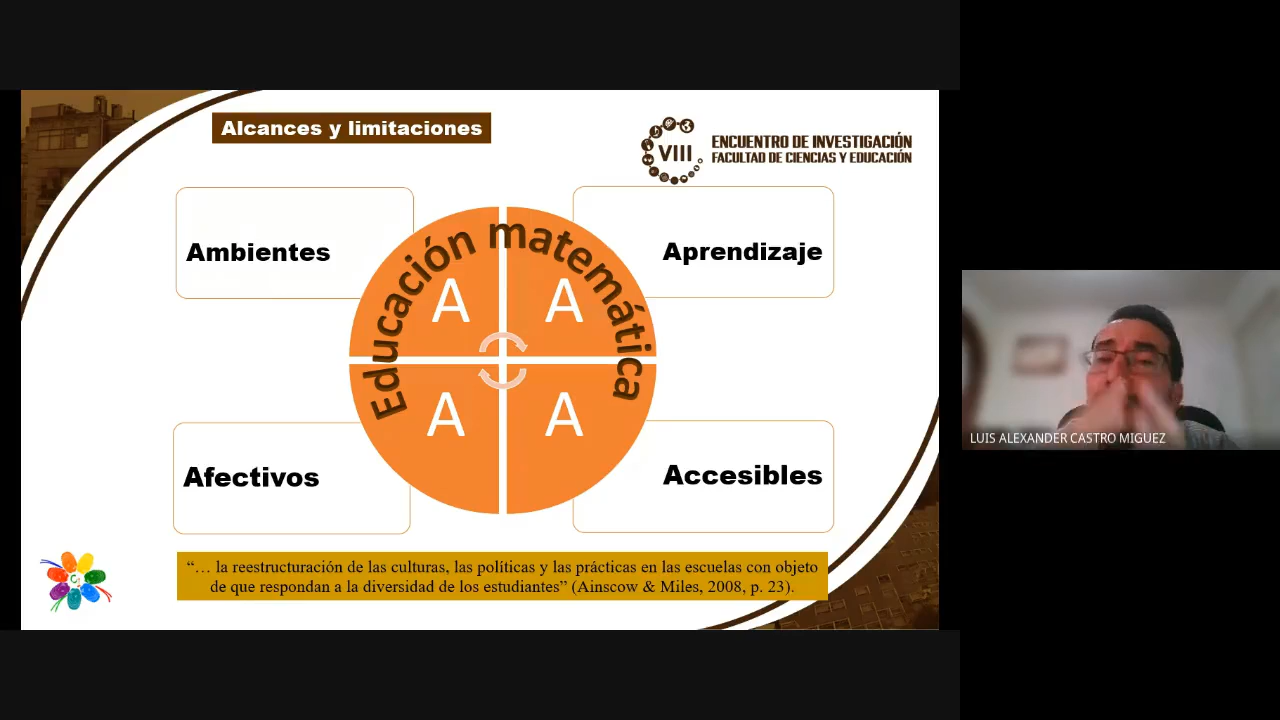 Alcances y limitaciones
VIII
ENCUENTRO DE INVESTIGACIÓN
FACULTAD DE CIENCIAS Y EDUCACIÓN
Ambientes
Aprendizaje
Educación matemática
A A
A A
Afectivos
Accesibles
“… la reestructuración de las culturas, las políticas y las prácticas en las escuelas con objeto
de que respondan a la diversidad de los estudiantes” (Ainscow & Miles, 2008, p. 23).
LUIS ALEXANDER CASTRO MIGUEZ